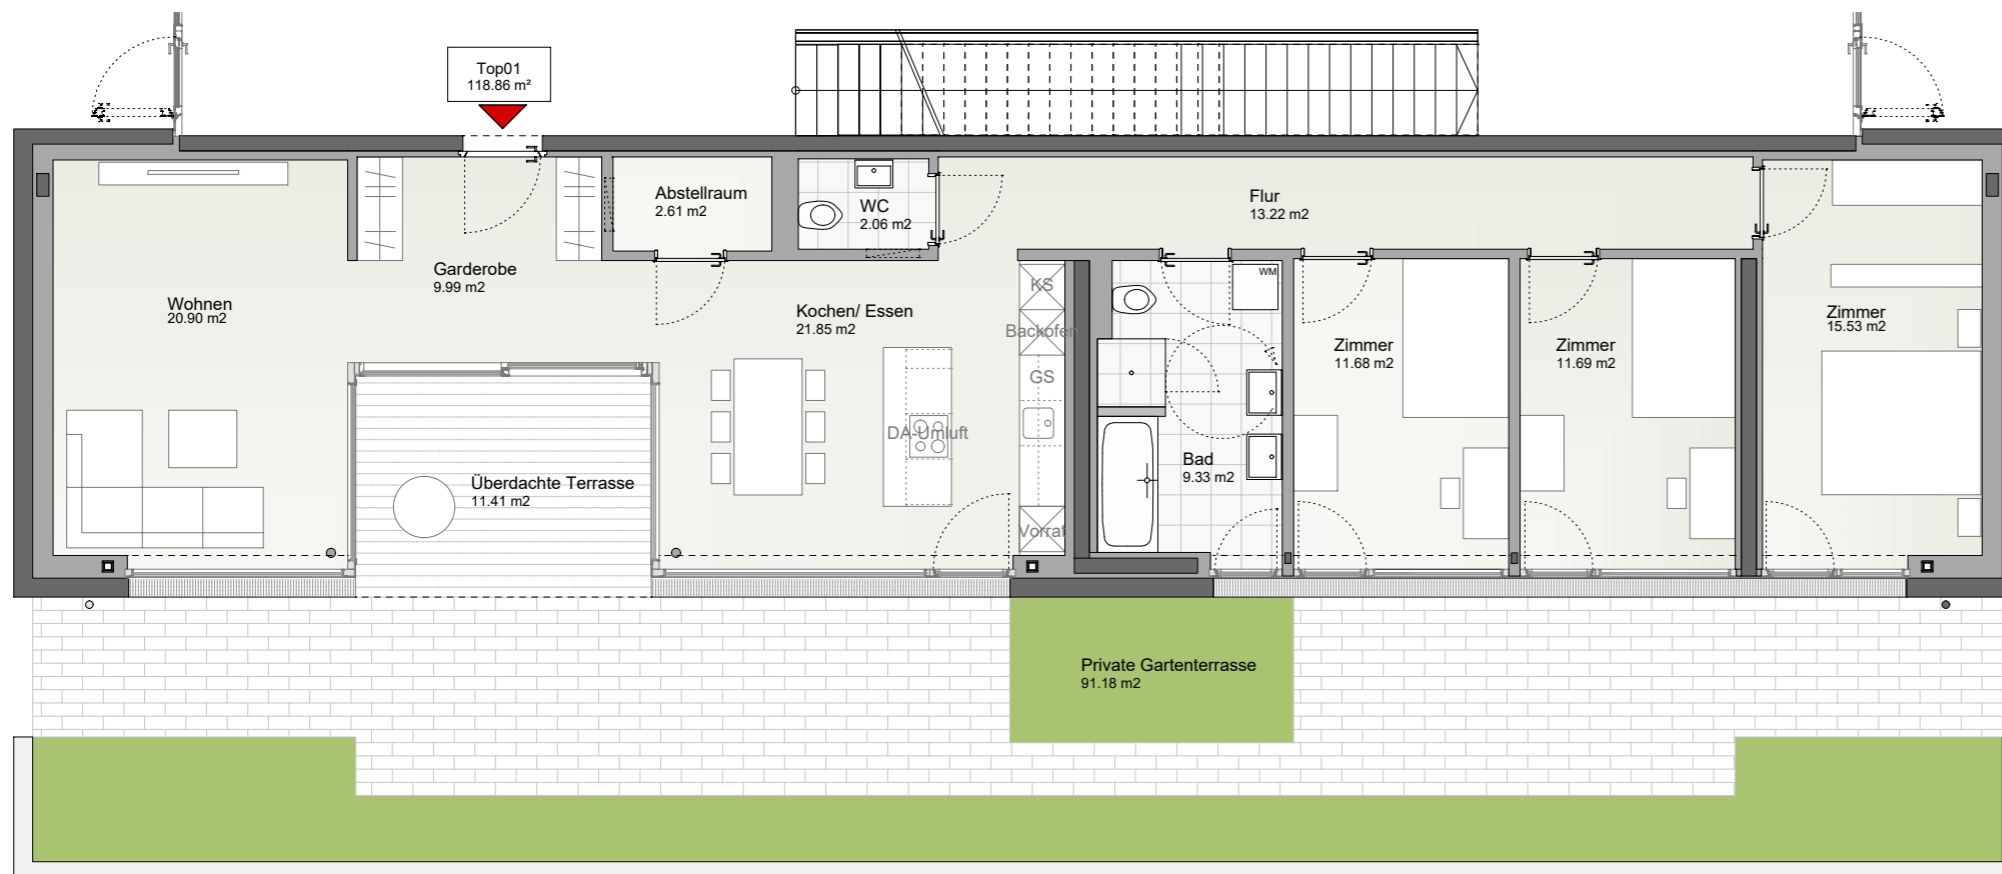 Top01
118.86 m²
Abstellraum
2.61 m2
WC
2.06 m2
Flur
13.22 m2
Garderobe
9.99 m2
Wohnen
20.90 m2
Kochen/ Essen
21.85 m2
KS
Backofen
GS
DA-Umluft
Vorrat
WM
Bad
9.33 m2
Zimmer
11.68 m2
Zimmer
11.69 m2
Zimmer
15.53 m2
Überdachte Terrasse
11.41 m2
Private Gartenterrasse
91.18 m2